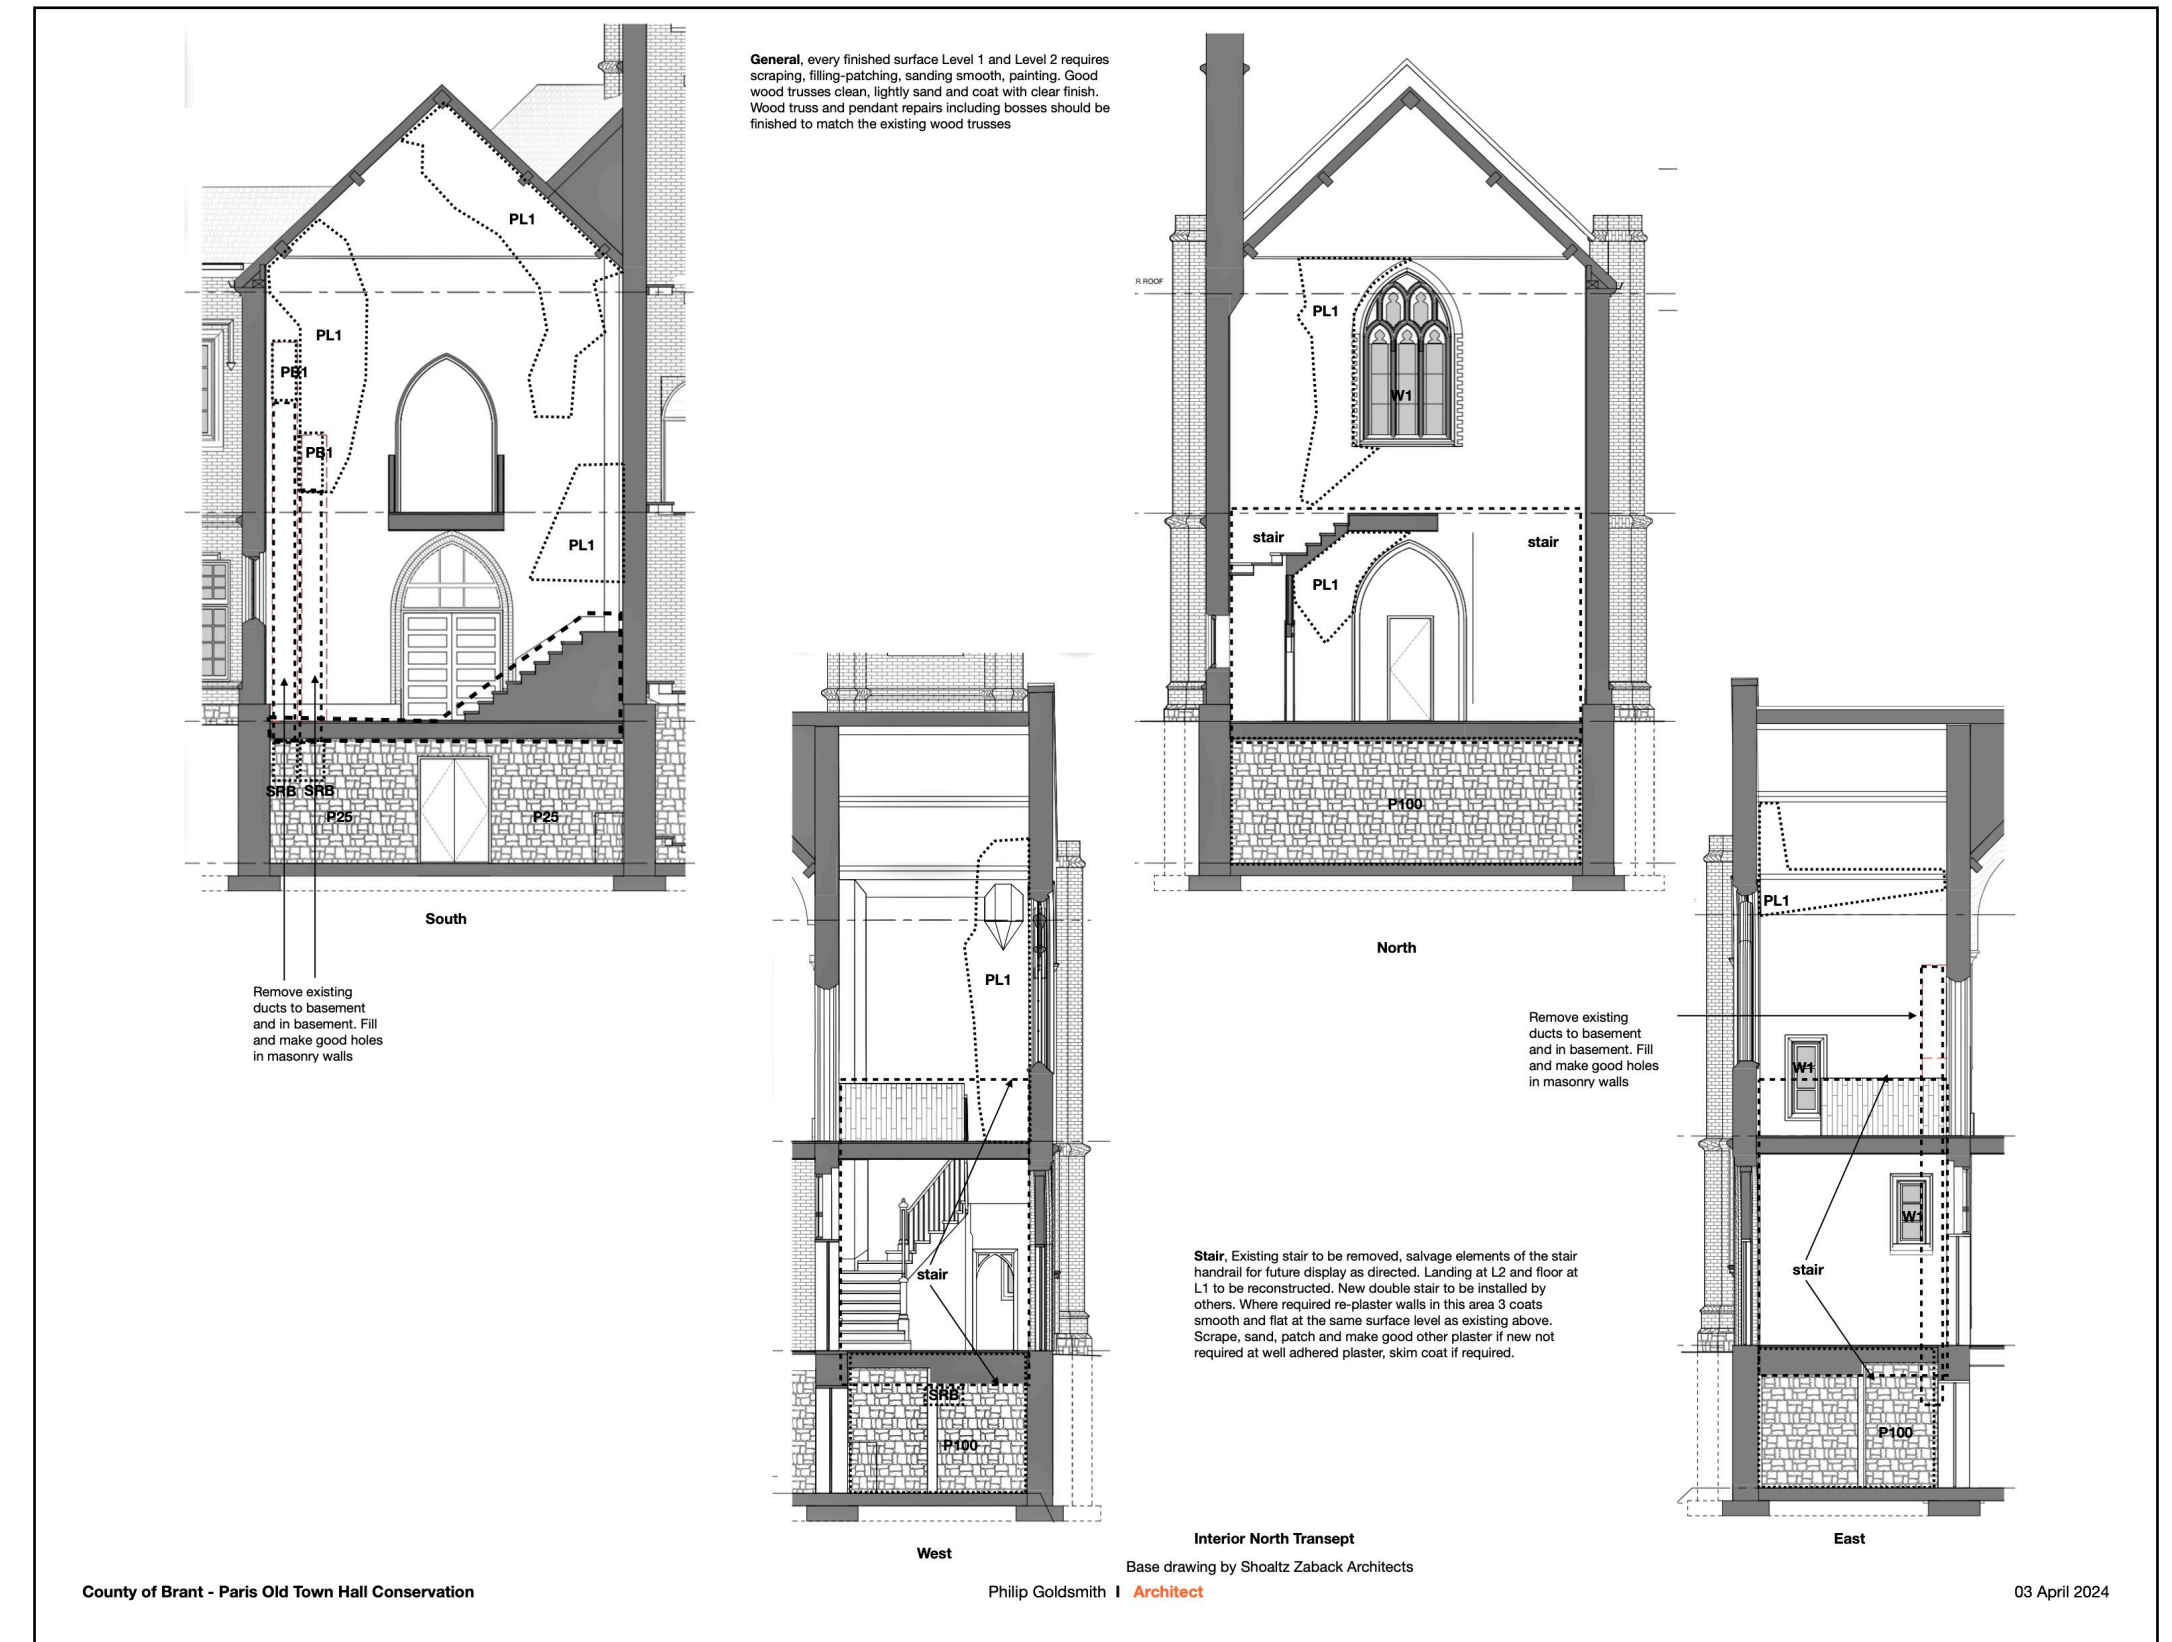 General, every finished surface Level 1 and Level 2 requires
scraping, filling-patching, sanding smooth, painting. Good
wood trusses clean, lightly sand and coat with clear finish.
Wood truss and pendant repairs including bosses should be
finished to match the existing wood trusses
PL1
PL1
PB1
PB1
PL1
SRB SRB
P25
P25
South
Remove existing
ducts to basement
and in basement. Fill
and make good holes
in masonry walls
R ROOF
PL1
W1
stair
stair
PL1
P100
North
PL1
stair
SRB
P100
West
PL1
Remove existing
ducts to basement
and in basement. Fill
and make good holes
in masonry walls
W1
W1
stair
P100
East
Stair, Existing stair to be removed, salvage elements of the stair
handrail for future display as directed. Landing at L2 and floor at
L1 to be reconstructed. New double stair to be installed by
others. Where required re-plaster walls in this area 3 coats
smooth and flat at the same surface level as existing above.
Scrape, sand, patch and make good other plaster if new not
required at well adhered plaster, skim coat if required.
Interior North Transept
Base drawing by Shoaltz Zaback Architects
County of Brant - Paris Old Town Hall Conservation
Philip Goldsmith I Architect
03 April 2024